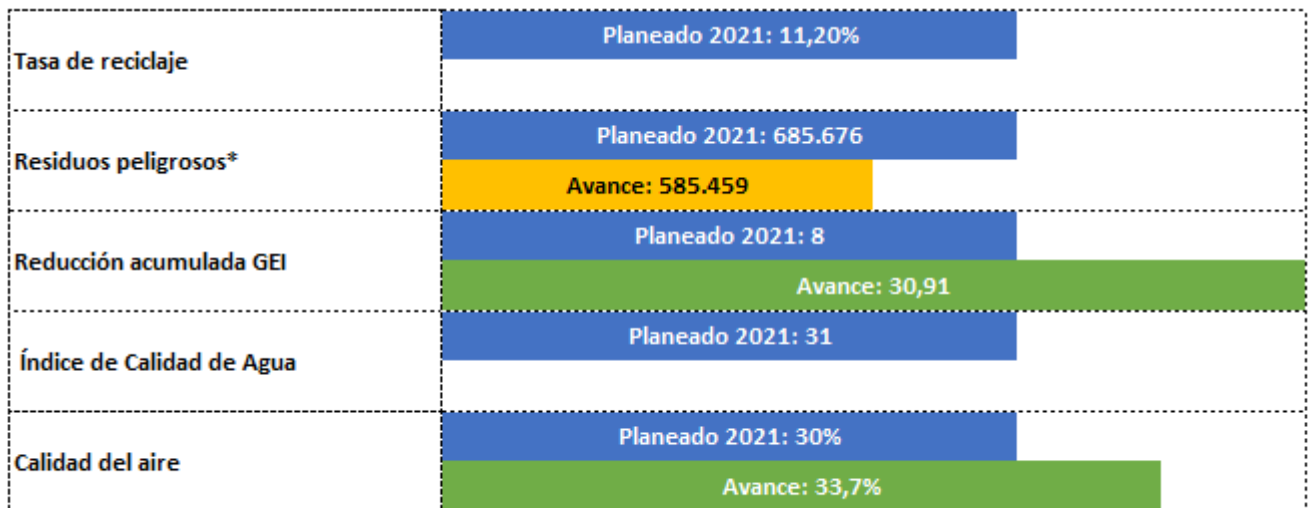 Planeado 2021: 11,20%
Tasa de reciclaje
Planeado 2021: 685.676
Residuos peligrosos*
Avance: 585.459
Planeado 2021: 8
Reducción acumulada GEI
Avance: 30,91
Planeado 2021: 31
Índice de Calidad de Agua
Planeado 2021: 30%
Calidad del aire
Avance: 33,7%